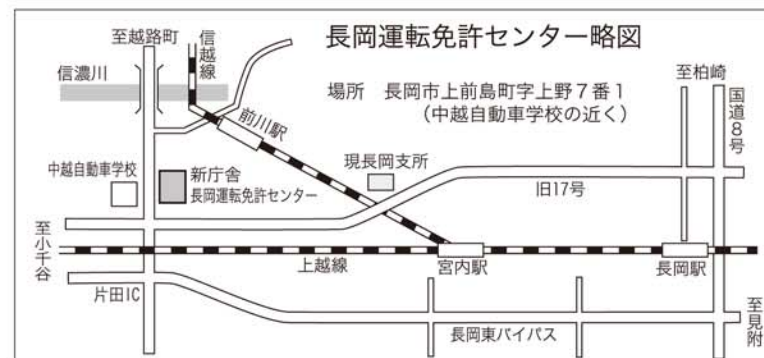 長岡運転免許センター略図
至越路町
信越線
信濃川
場所 長岡市上前島町字上野7番1
（中越自動車学校の近く）
至柏崎
国道8号
前川駅
現長岡支所
中越自動車学校
新庁舎
長岡運転免許センター
旧17号
至小千谷
上越線
宮内駅
長岡駅
片田IC
長岡東バイパス
至見附